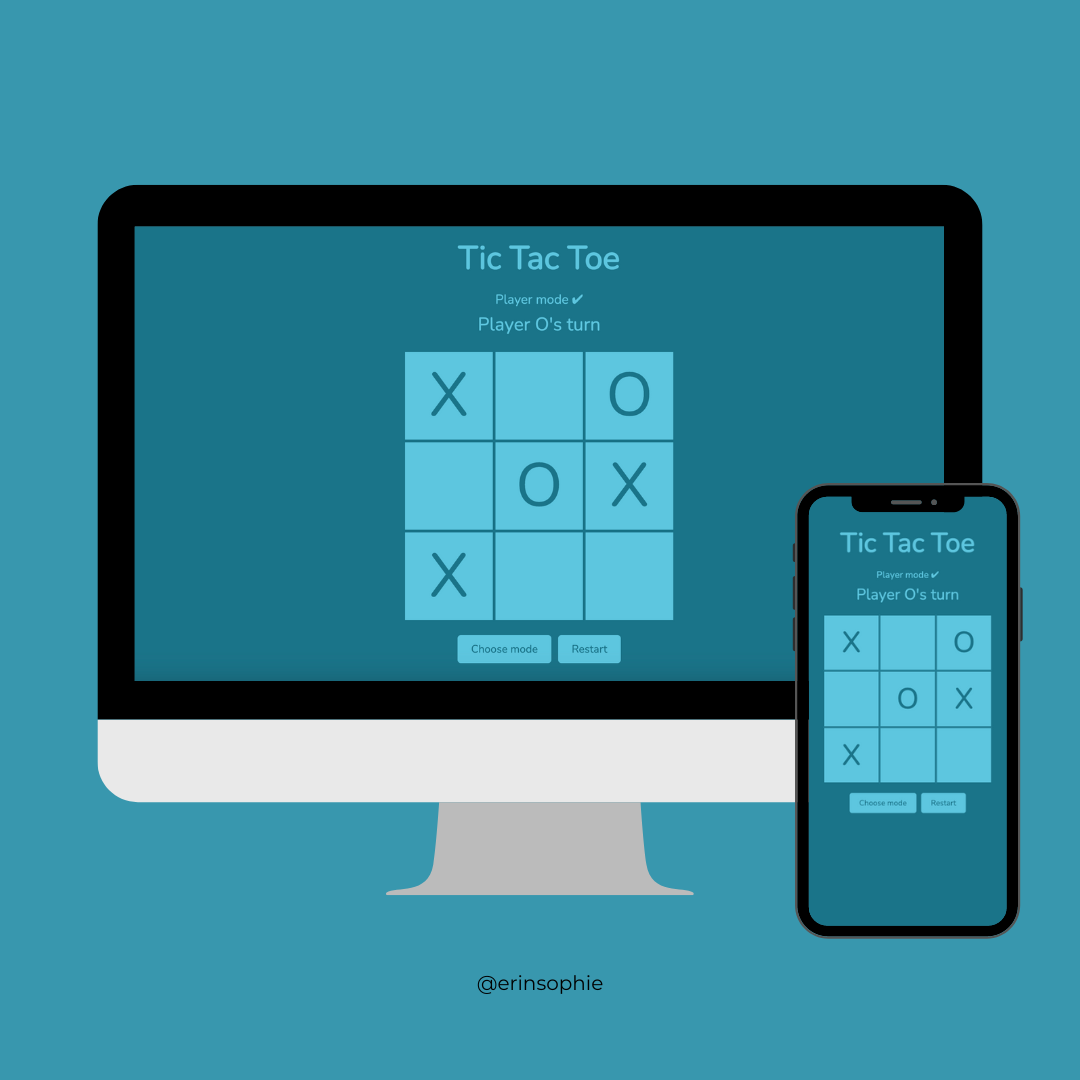 Tic Tac Toe
Player mode ✔
Player O's turn
X O
O X
X
Choose mode Restart
Tic Tac Toe
Player mode ✔
Player O's turn
X O
O X
X
Choose mode Restart
@erinsophie